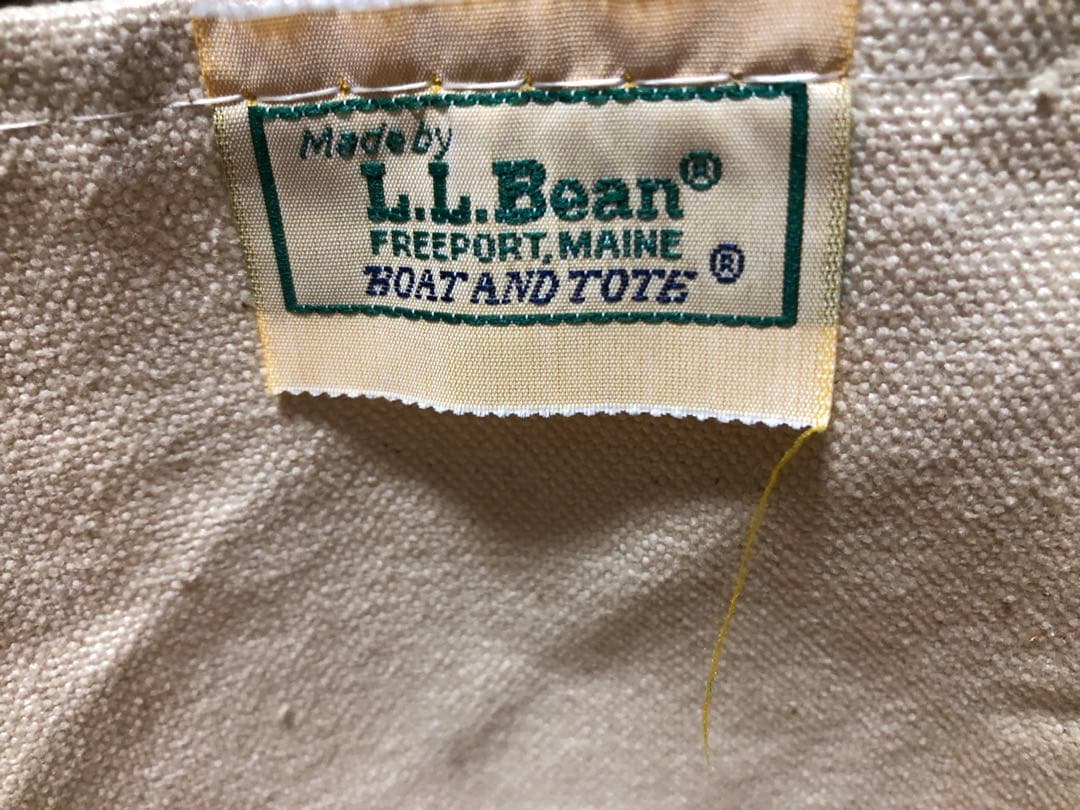 Made by
L.L.Bean®
FREEPORT, MAINE
BOAT AND TOTE ®